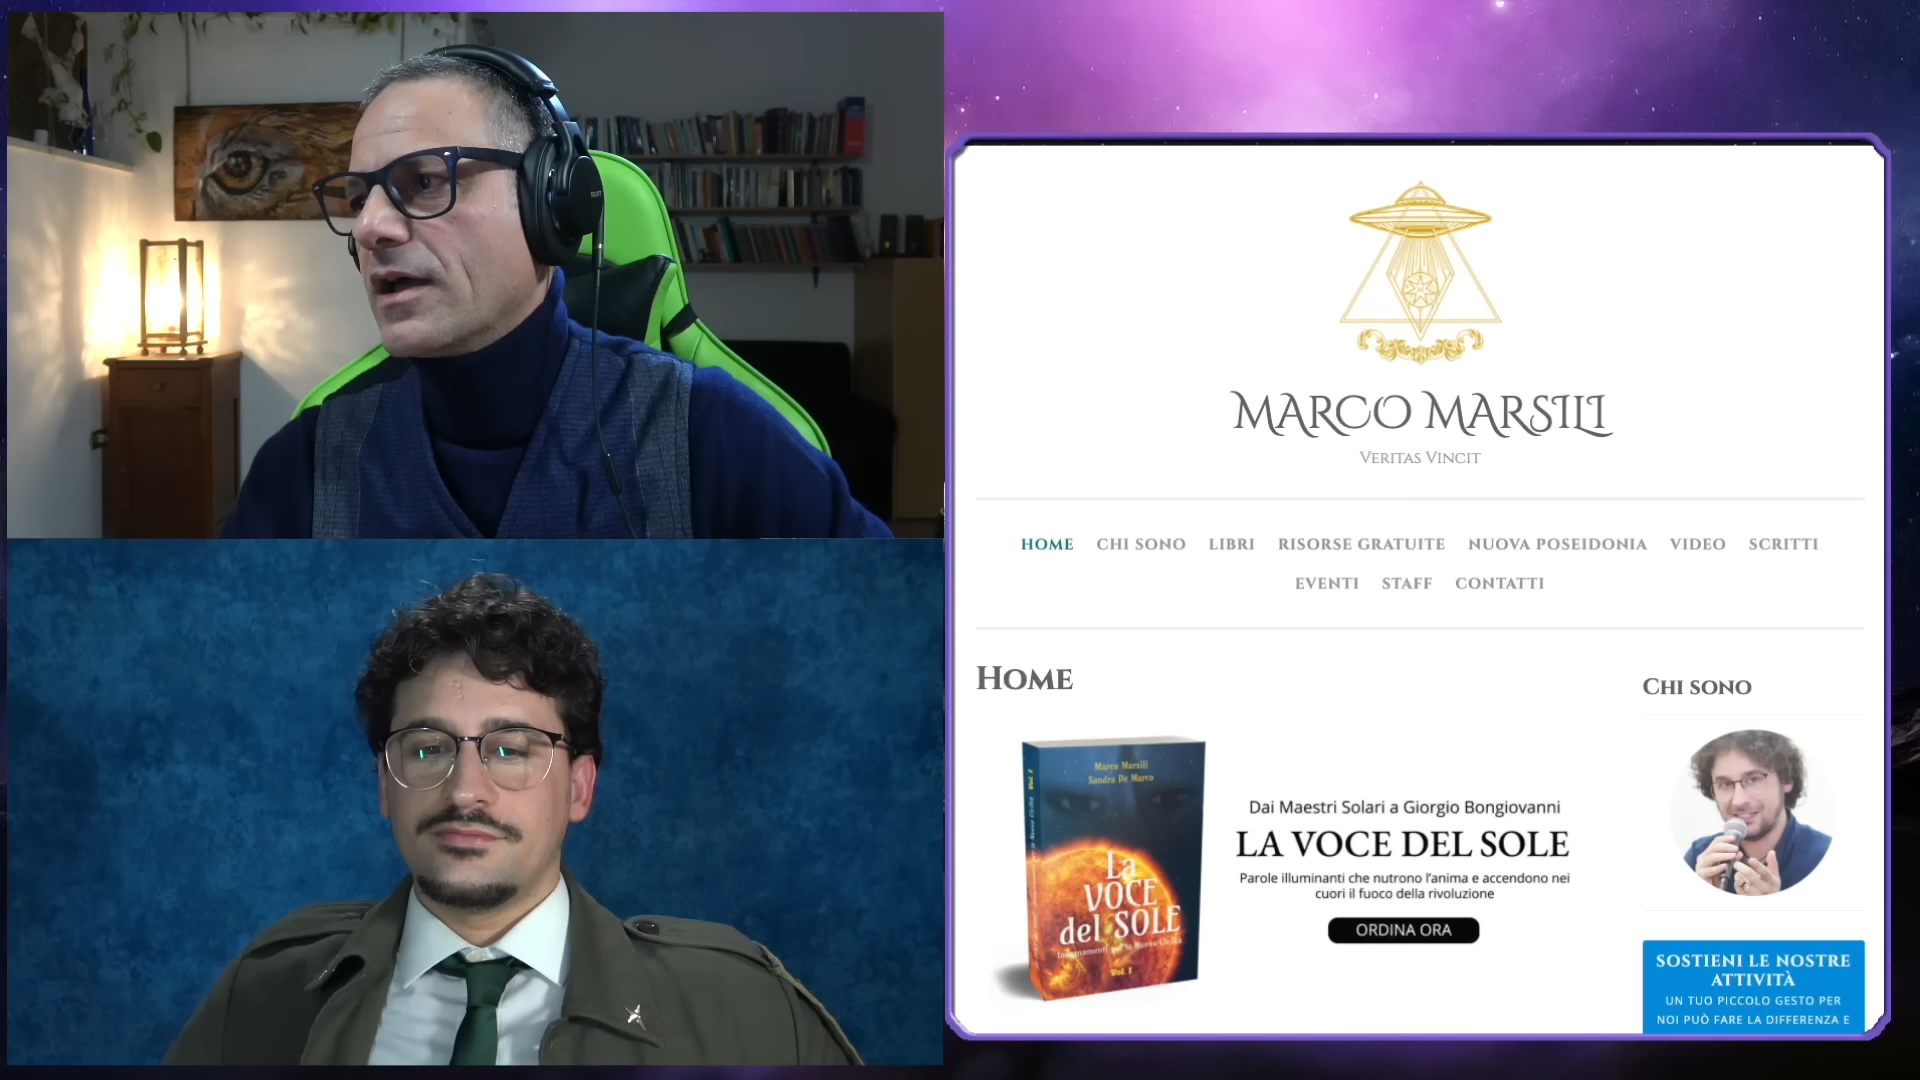 SONY
MARCO MARSILI
VERITAS VINCIT
HOME CHI SONO LIBRI RISORSE GRATUITE NUOVA POSEIDONIA VIDEO SCRITTI
EVENTI STAFF CONTATTI
HOME
CHI SONO
Marco Marsili
Sandra De Marco
La
VOCE
del SOLE
Vol. I
Dai Maestri Solari a Giorgio Bongiovanni
LA VOCE DEL SOLE
Parole illuminanti che nutrono l'anima e accendono nei
cuori il fuoco della rivoluzione
ORDINA ORA
SOSTIENI LE NOSTRE
ATTIVITÀ
UN TUO PICCOLO GESTO PER
NOI PUÒ FARE LA DIFFERENZA E